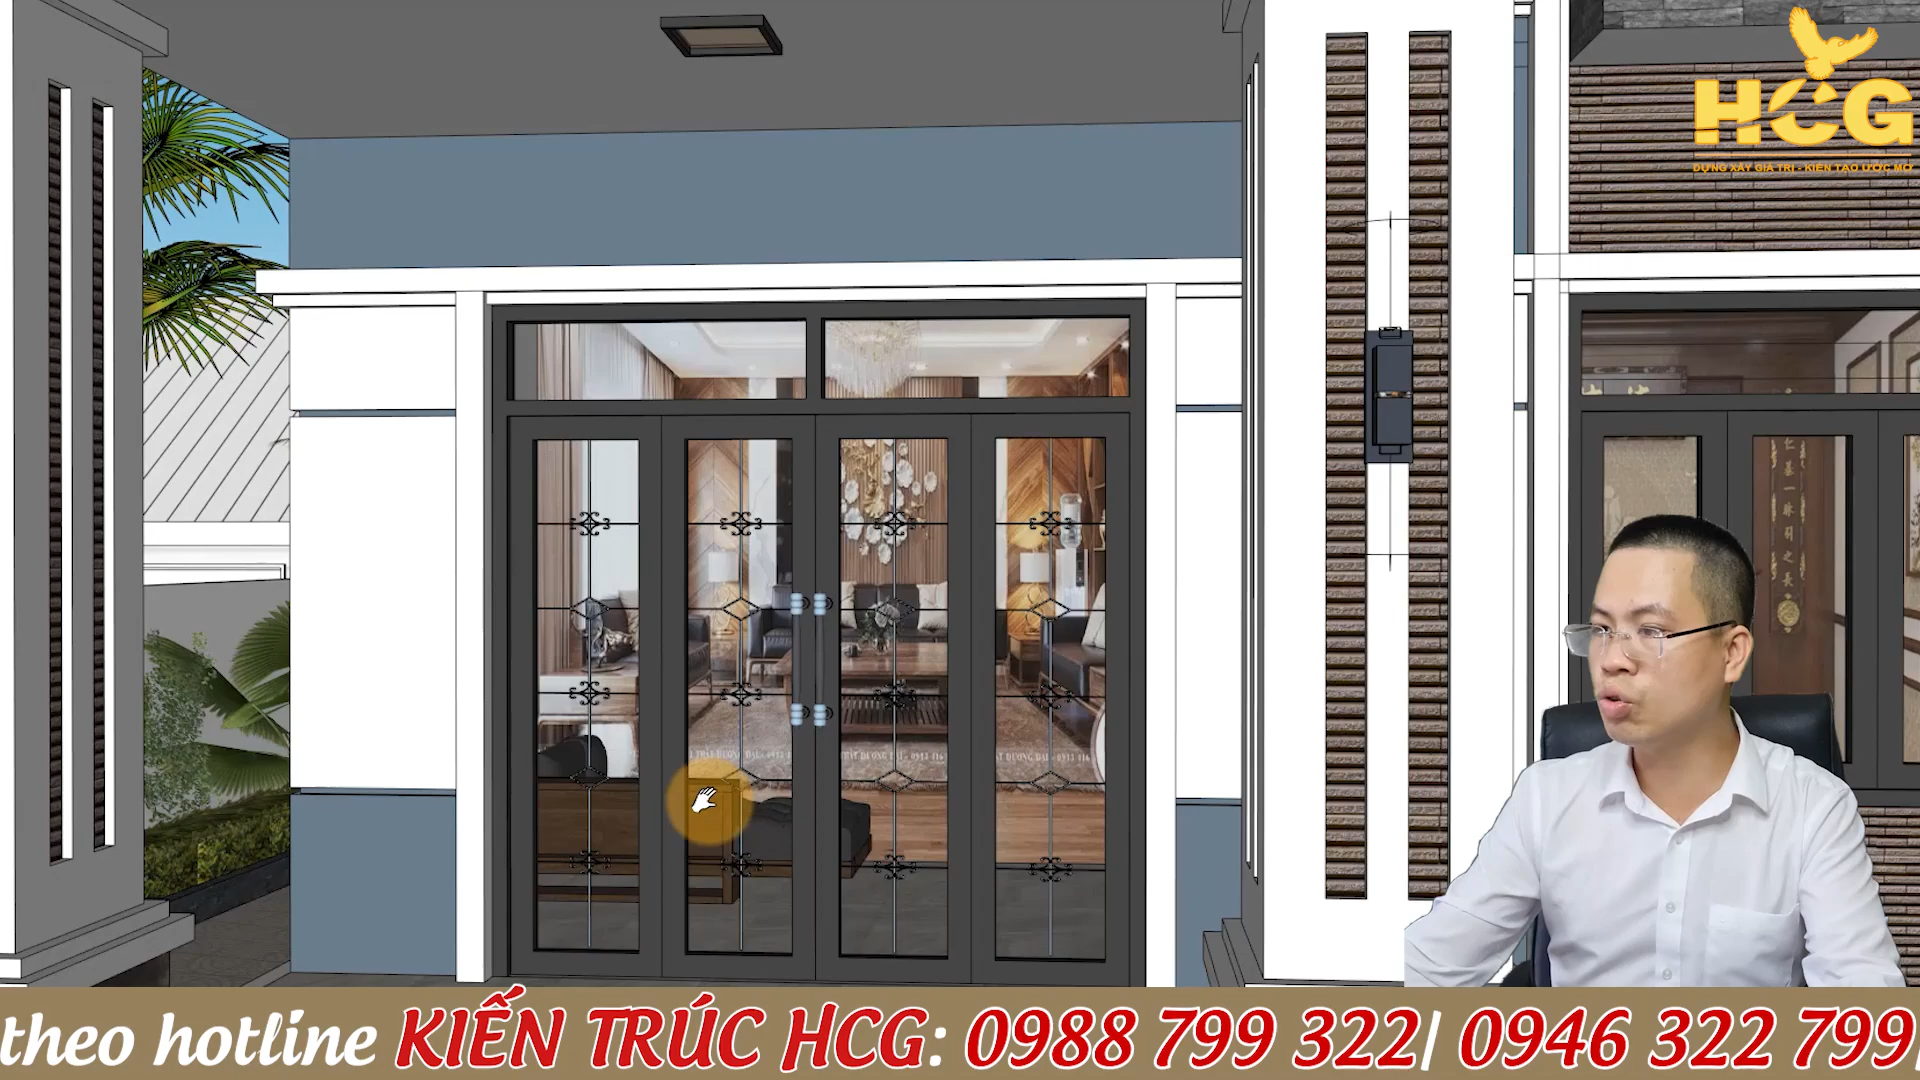 HCG
DỰNG XÂY GIÁ TRỊ - KIẾN TẠO ƯỚC MƠ
theo hotline KIẾN TRÚC HCG: 0988 799 322| 0946 322 799